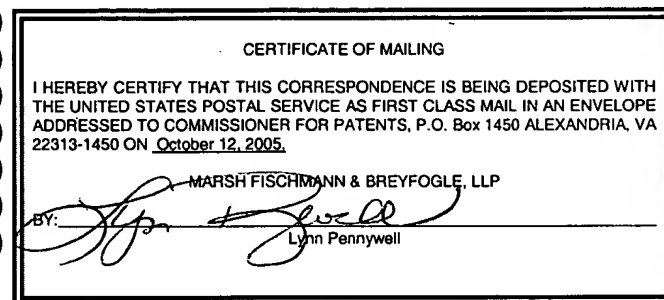 CERTIFICATE OF MAILING
I HEREBY CERTIFY THAT THIS CORRESPONDENCE IS BEING DEPOSITED WITH
THE UNITED STATES POSTAL SERVICE AS FIRST CLASS MAIL IN AN ENVELOPE
ADDRESSED TO COMMISSIONER FOR PATENTS, P.O. Box 1450 ALEXANDRIA, VA
22313-1450 ON October 12, 2005.
MARSH FISCHMANN & BREYFOGLE, LLP
BY:
Lynn Pennywell